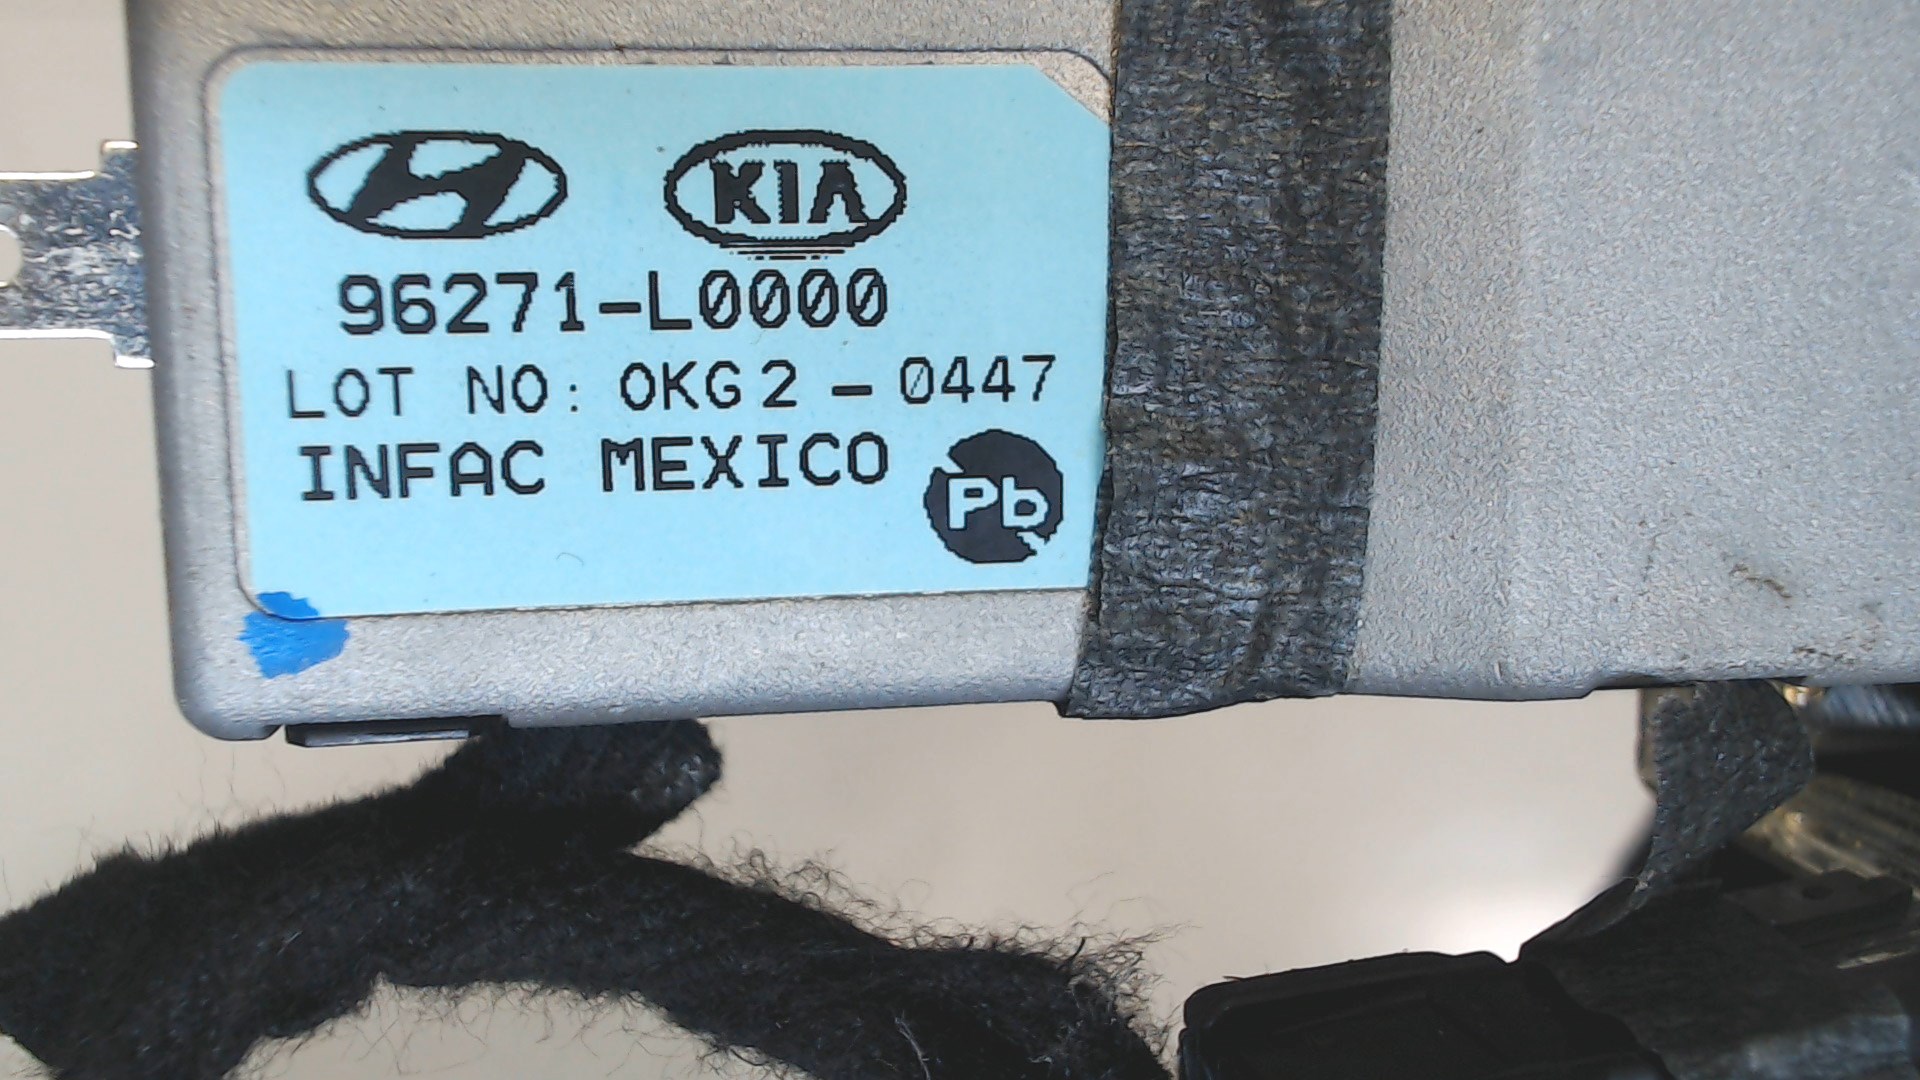 KIA
96271-L0000
LOT NO: 0KG2 - 0447
INFAC MEXICO
Pb